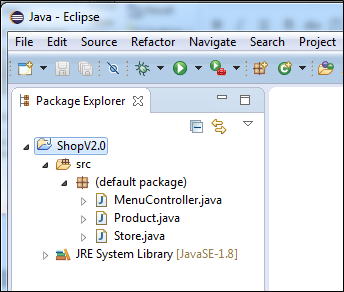 Java - Eclipse
File Edit Source Refactor Navigate Search Project
Package Explorer
ShopV2.0
src
(default package)
MenuController.java
Product.java
Store.java
JRE System Library [JavaSE-1.8]